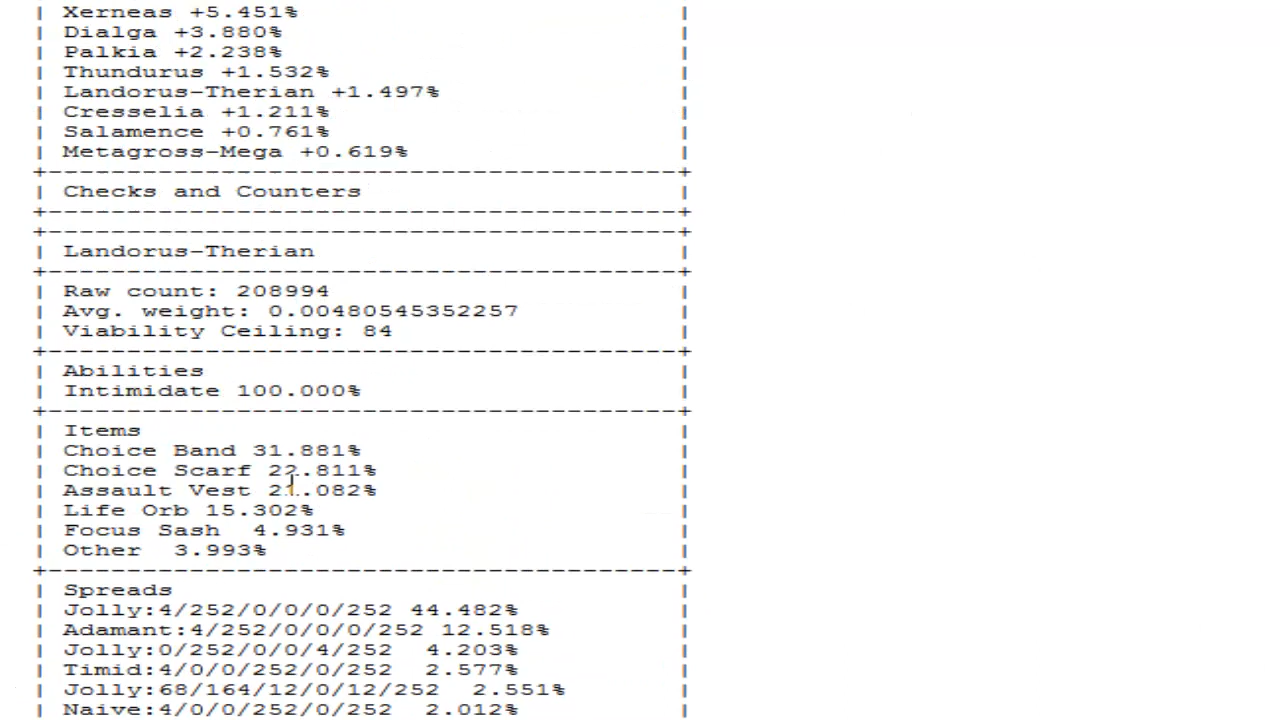 | Xerneas +5.451% |
| Dialga +3.880% |
| Palkia +2.238% |
| Thundurus +1.532% |
| Landorus-Therian +1.497% |
| Cresselia +1.211% |
| Salamence +0.761% |
| Metagross-Mega +0.619% |
+----------------------------------------+
| Checks and Counters |
+----------------------------------------+
+----------------------------------------+
| Landorus-Therian |
+----------------------------------------+
| Raw count: 208994 |
| Avg. weight: 0.00480545352257 |
| Viability Ceiling: 84 |
+----------------------------------------+
| Abilities |
| Intimidate 100.000% |
+----------------------------------------+
| Items |
| Choice Band 31.881% |
| Choice Scarf 22.811% |
| Assault Vest 21.082% |
| Life Orb 15.302% |
| Focus Sash  4.931% |
| Other  3.993% |
+----------------------------------------+
| Spreads |
| Jolly:4/252/0/0/0/252 44.482% |
| Adamant:4/252/0/0/0/252 12.518% |
| Jolly:0/252/0/0/4/252  4.203% |
| Timid:4/0/0/252/0/252  2.577% |
| Jolly:68/164/12/0/12/252  2.551% |
| Naive:4/0/0/252/0/252  2.012% |